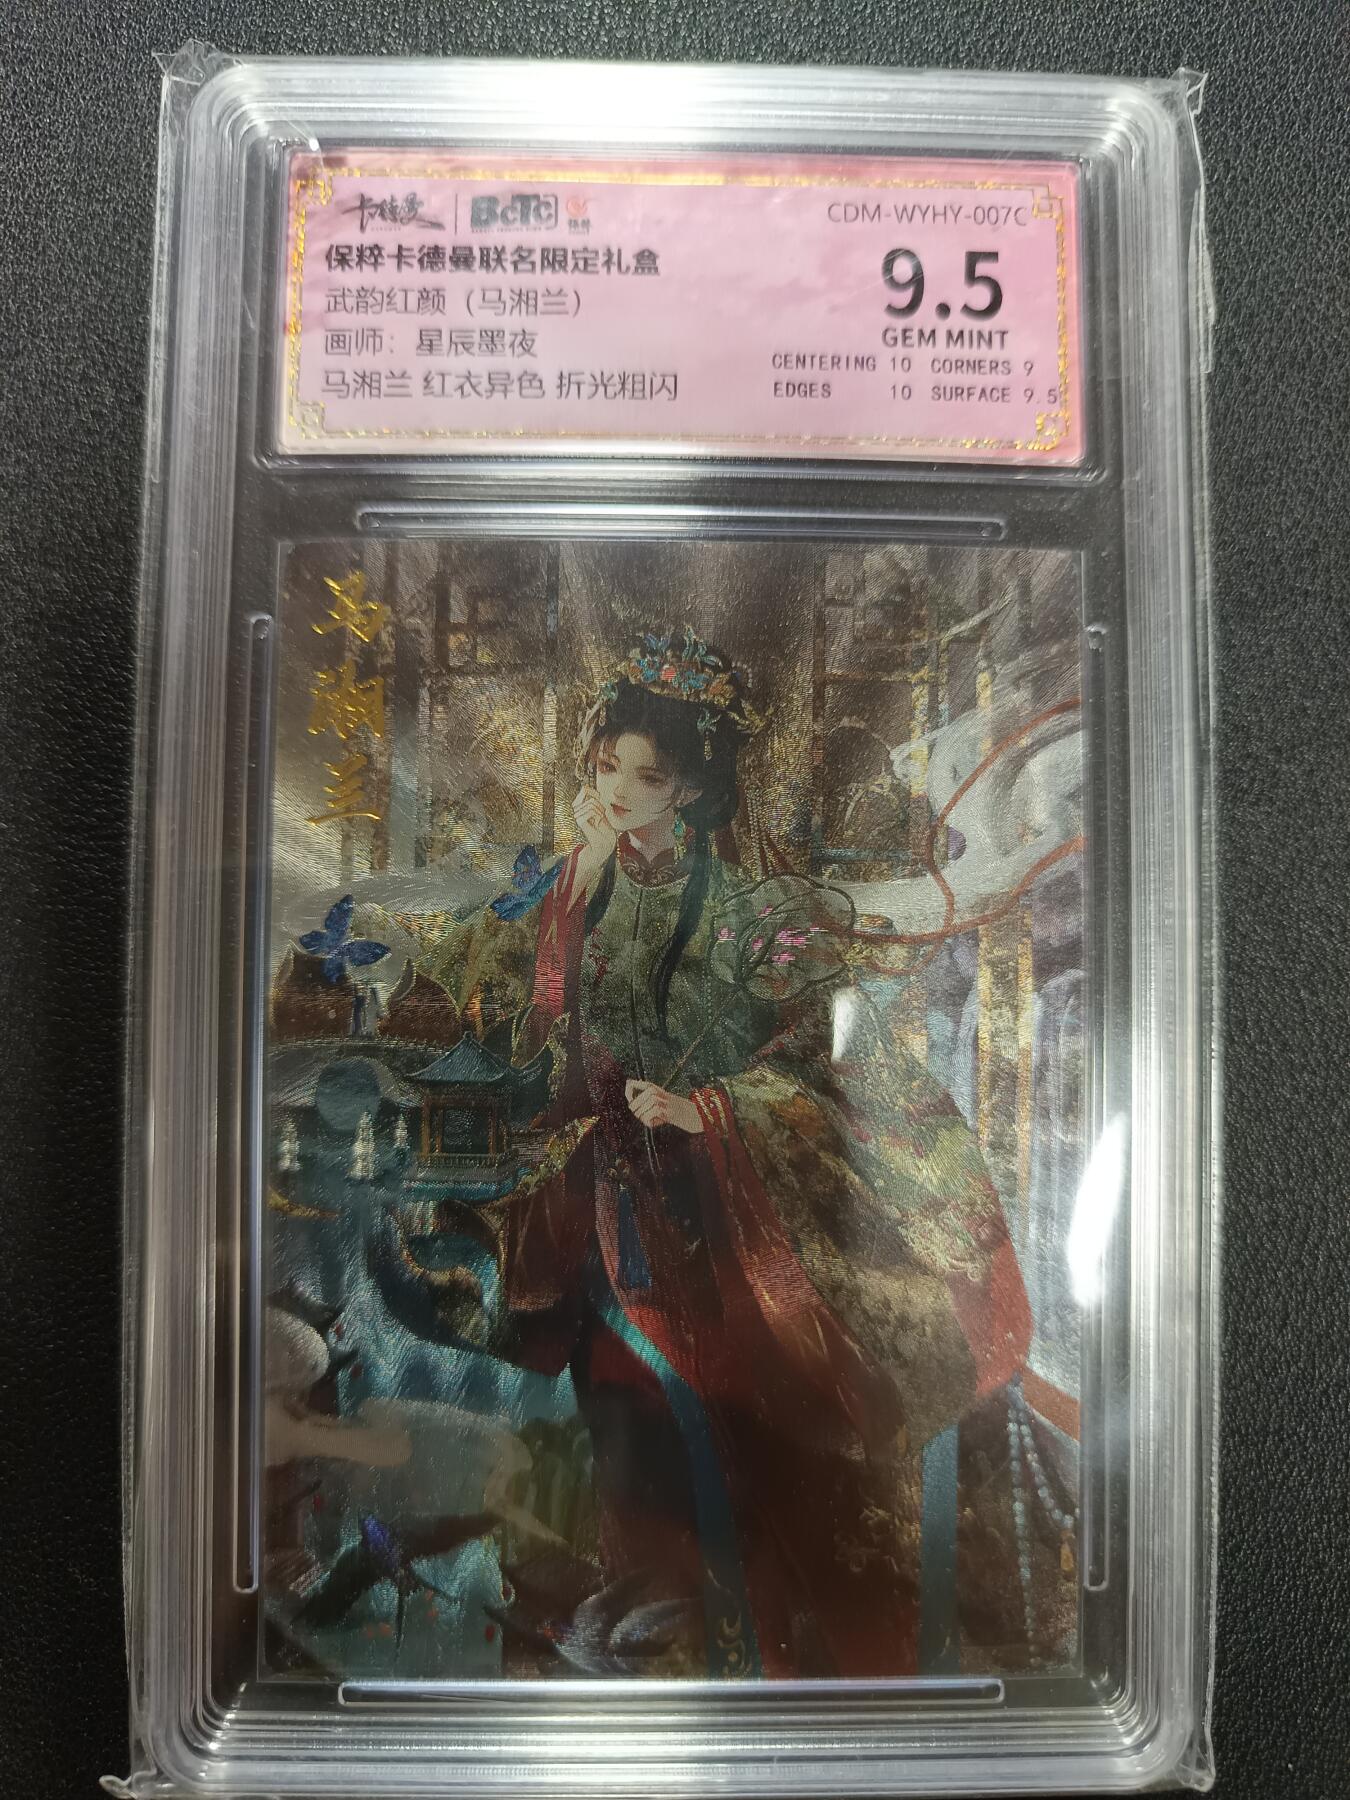 卡德曼 BCTC 保粹 CDM-WYHY-007C
保粹卡德曼联名限定礼盒
武韵红颜（马湘兰）
画师：星辰墨夜
马湘兰 红衣异色 折光粗闪
9.5
GEM MINT
CENTERING 10 CORNERS 9
EDGES 10 SURFACE 9.5
马湘兰